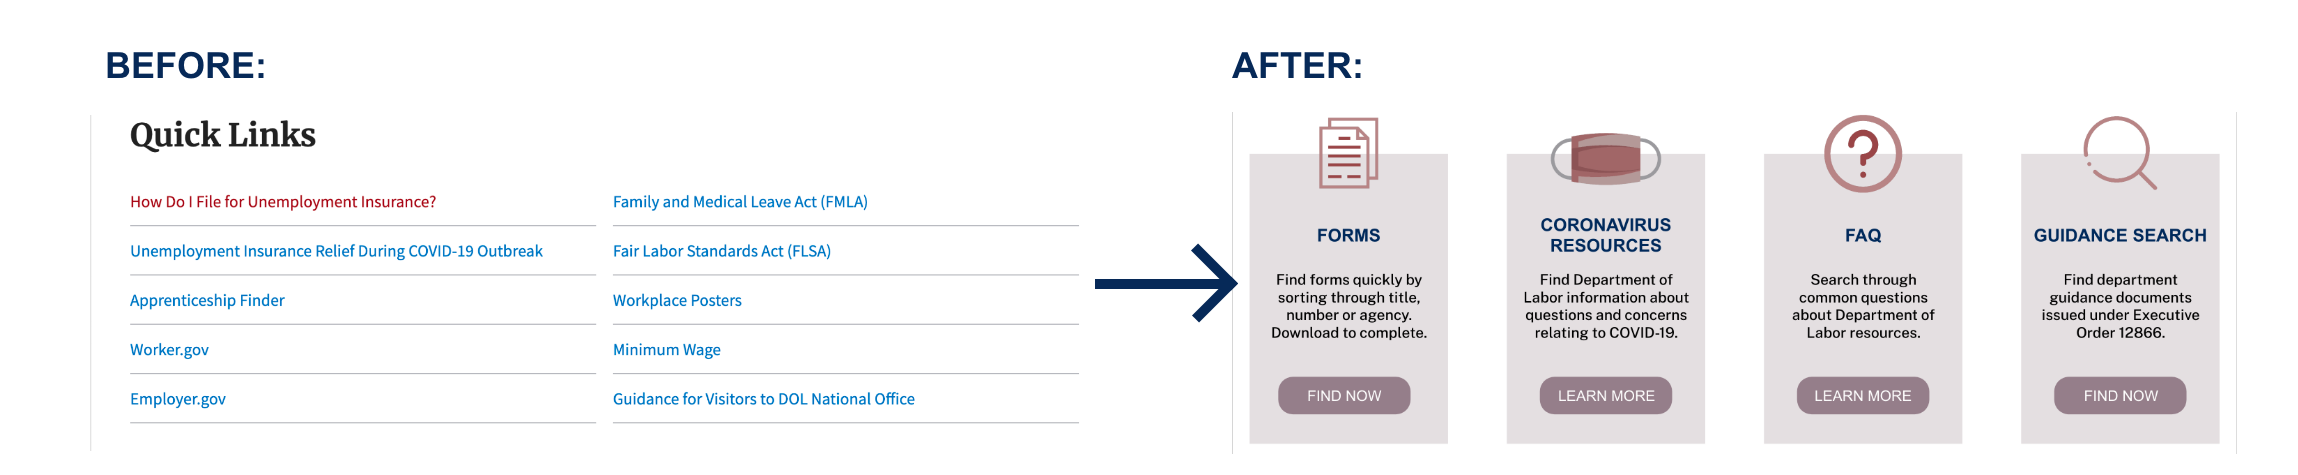 BEFORE:
Quick Links
How Do I File for Unemployment Insurance?
Unemployment Insurance Relief During COVID-19 Outbreak
Apprenticeship Finder
Worker.gov
Employer.gov
Family and Medical Leave Act (FMLA)
Fair Labor Standards Act (FLSA)
Workplace Posters
Minimum Wage
Guidance for Visitors to DOL National Office
AFTER:
FORMS
Find forms quickly by
sorting through title,
number or agency.
Download to complete.
FIND NOW
CORONAVIRUS
RESOURCES
Find Department of
Labor information about
questions and concerns
relating to COVID-19.
LEARN MORE
FAQ
Search through
common questions
about Department of
Labor resources.
LEARN MORE
GUIDANCE SEARCH
Find department
guidance documents
issued under Executive
Order 12866.
FIND NOW